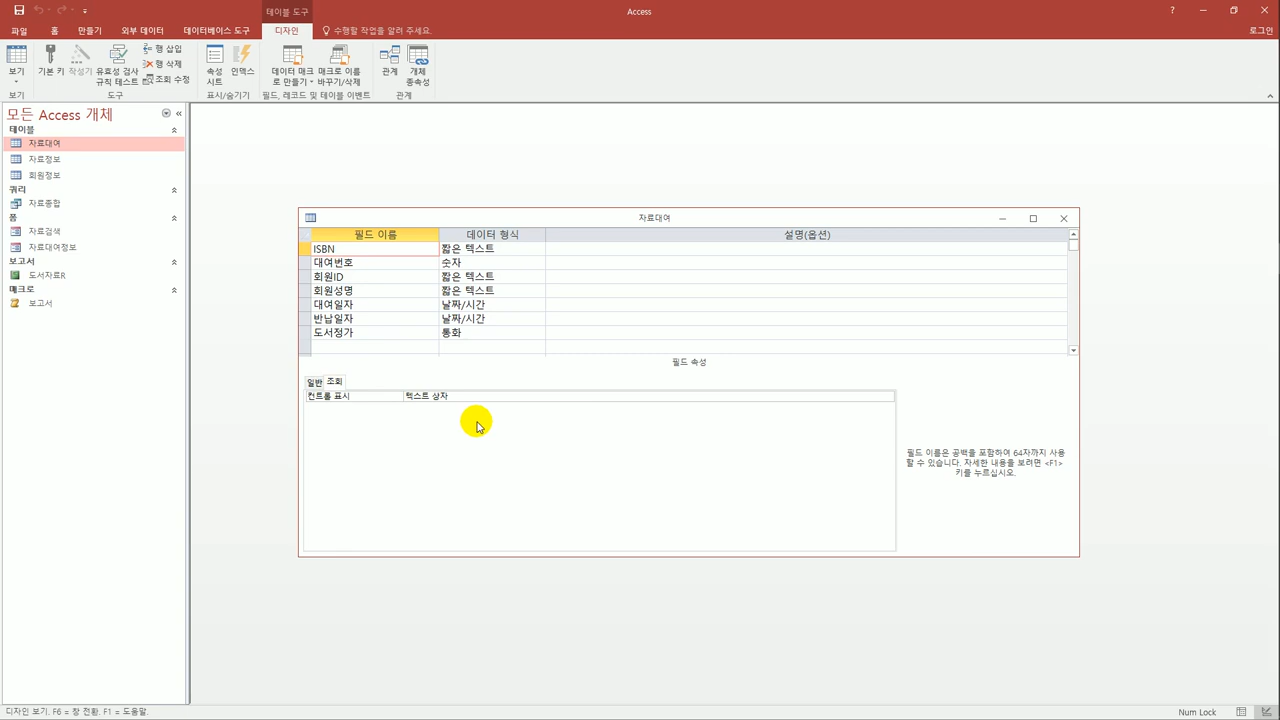 테이블 도구
Access
?
파일
홈
만들기
외부 데이터
데이터베이스 도구
디자인
수행할 작업을 알려 주세요.
로그인
보기
기본 키
작성기
유효성 검사
규칙 테스트
행 삽입
행 삭제
조회 수정
속성
시트
인덱스
데이터 매크
로 만들기
매크로 이름
바꾸기/삭제
관계
개체
종속성
보기
도구
표시/숨기기
필드, 레코드 및 테이블 이벤트
관계
모든 Access 개체
테이블
자료대여
자료정보
회원정보
쿼리
자료종합
폼
자료검색
자료대여정보
보고서
도서자료R
매크로
보고서
자료대여
필드 이름 데이터 형식 설명(옵션)
ISBN 짧은 텍스트
대여번호 숫자
회원ID 짧은 텍스트
회원성명 짧은 텍스트
대여일자 날짜/시간
반납일자 날짜/시간
도서정가 통화
필드 속성
일반 조회
컨트롤 표시 텍스트 상자
필드 이름은 공백을 포함하여 64자까지 사용
할 수 있습니다. 자세한 내용을 보려면 <F1>
키를 누르십시오.
디자인 보기. F6 = 창 전환. F1 = 도움말.
Num Lock